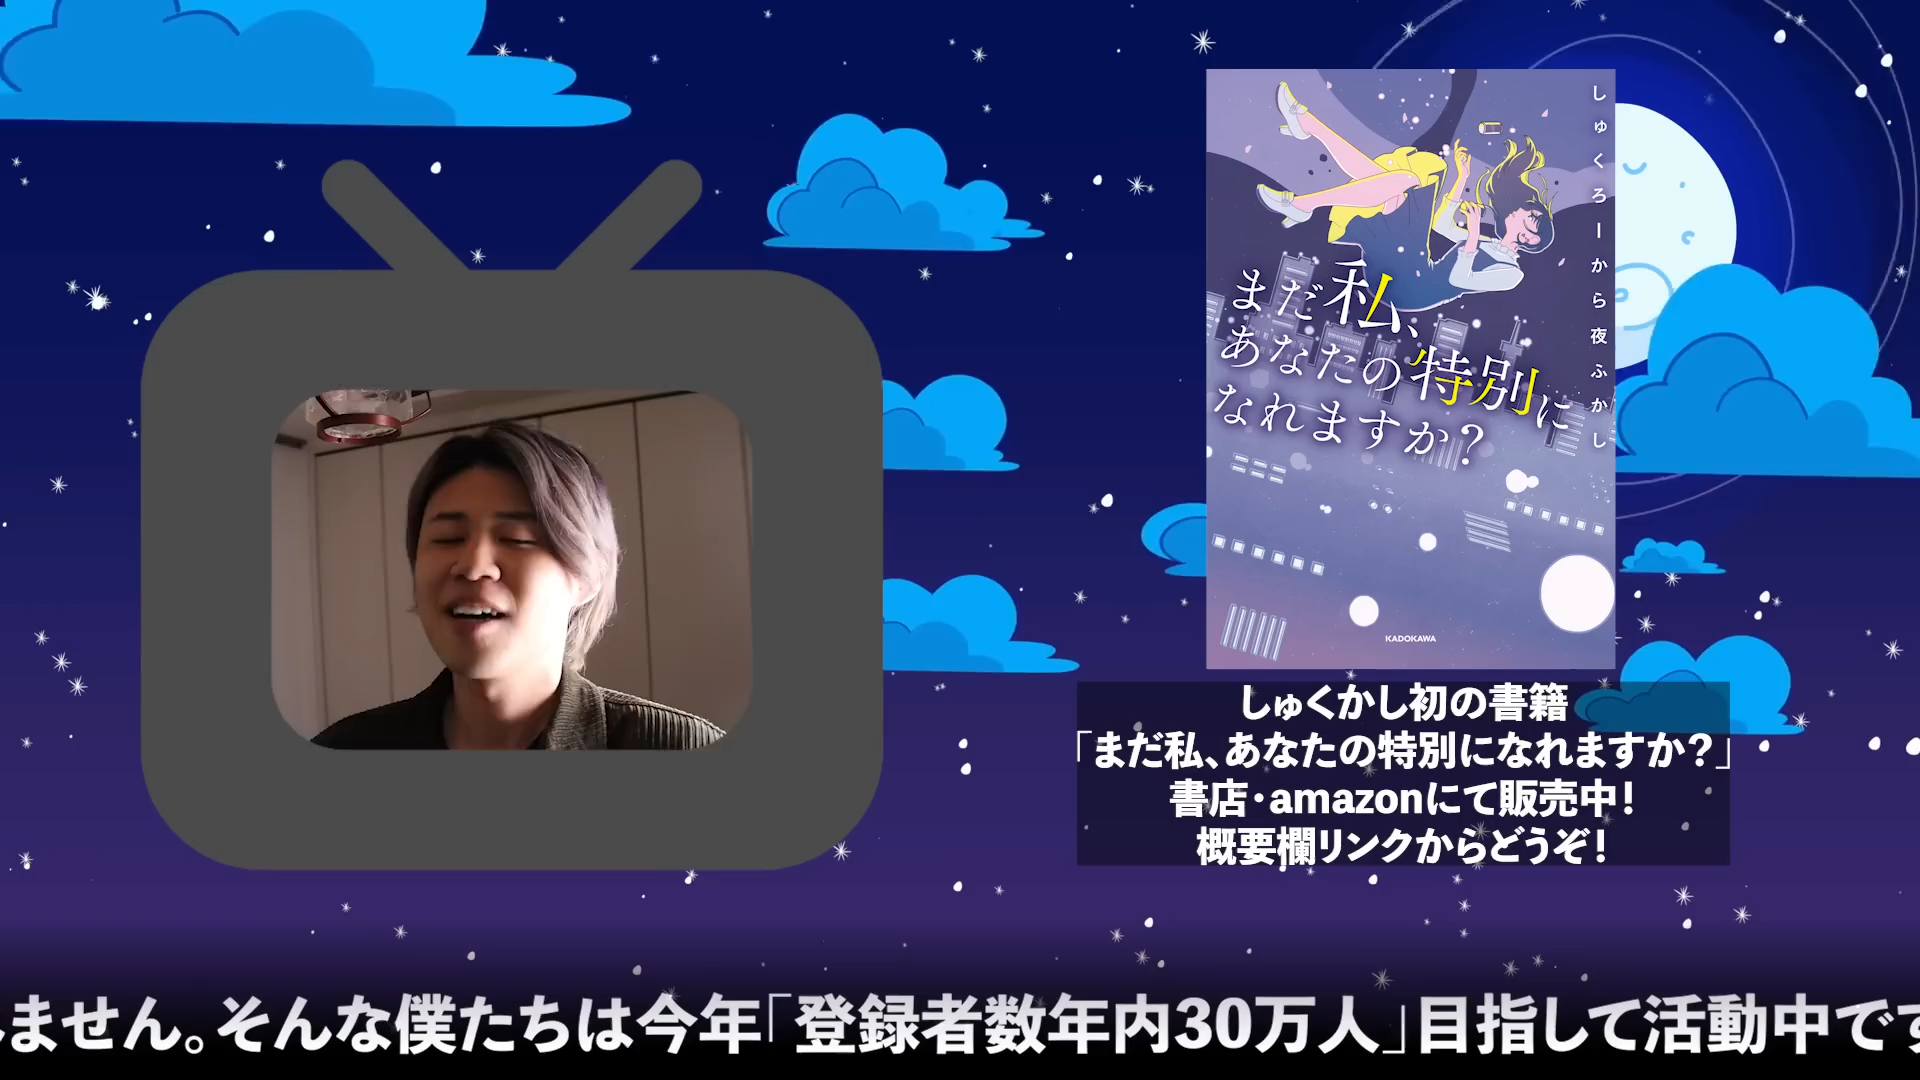 しゅくろーから夜ふかし
まだ私、
あなたの特別に
なれますか?
KADOKAWA
しゅくかし初の書籍
「まだ私、あなたの特別になれますか?」
書店・amazonにて販売中!
概要欄リンクからどうぞ!
ません。そんな僕たちは今年「登録者数年内30万人」目指して活動中です